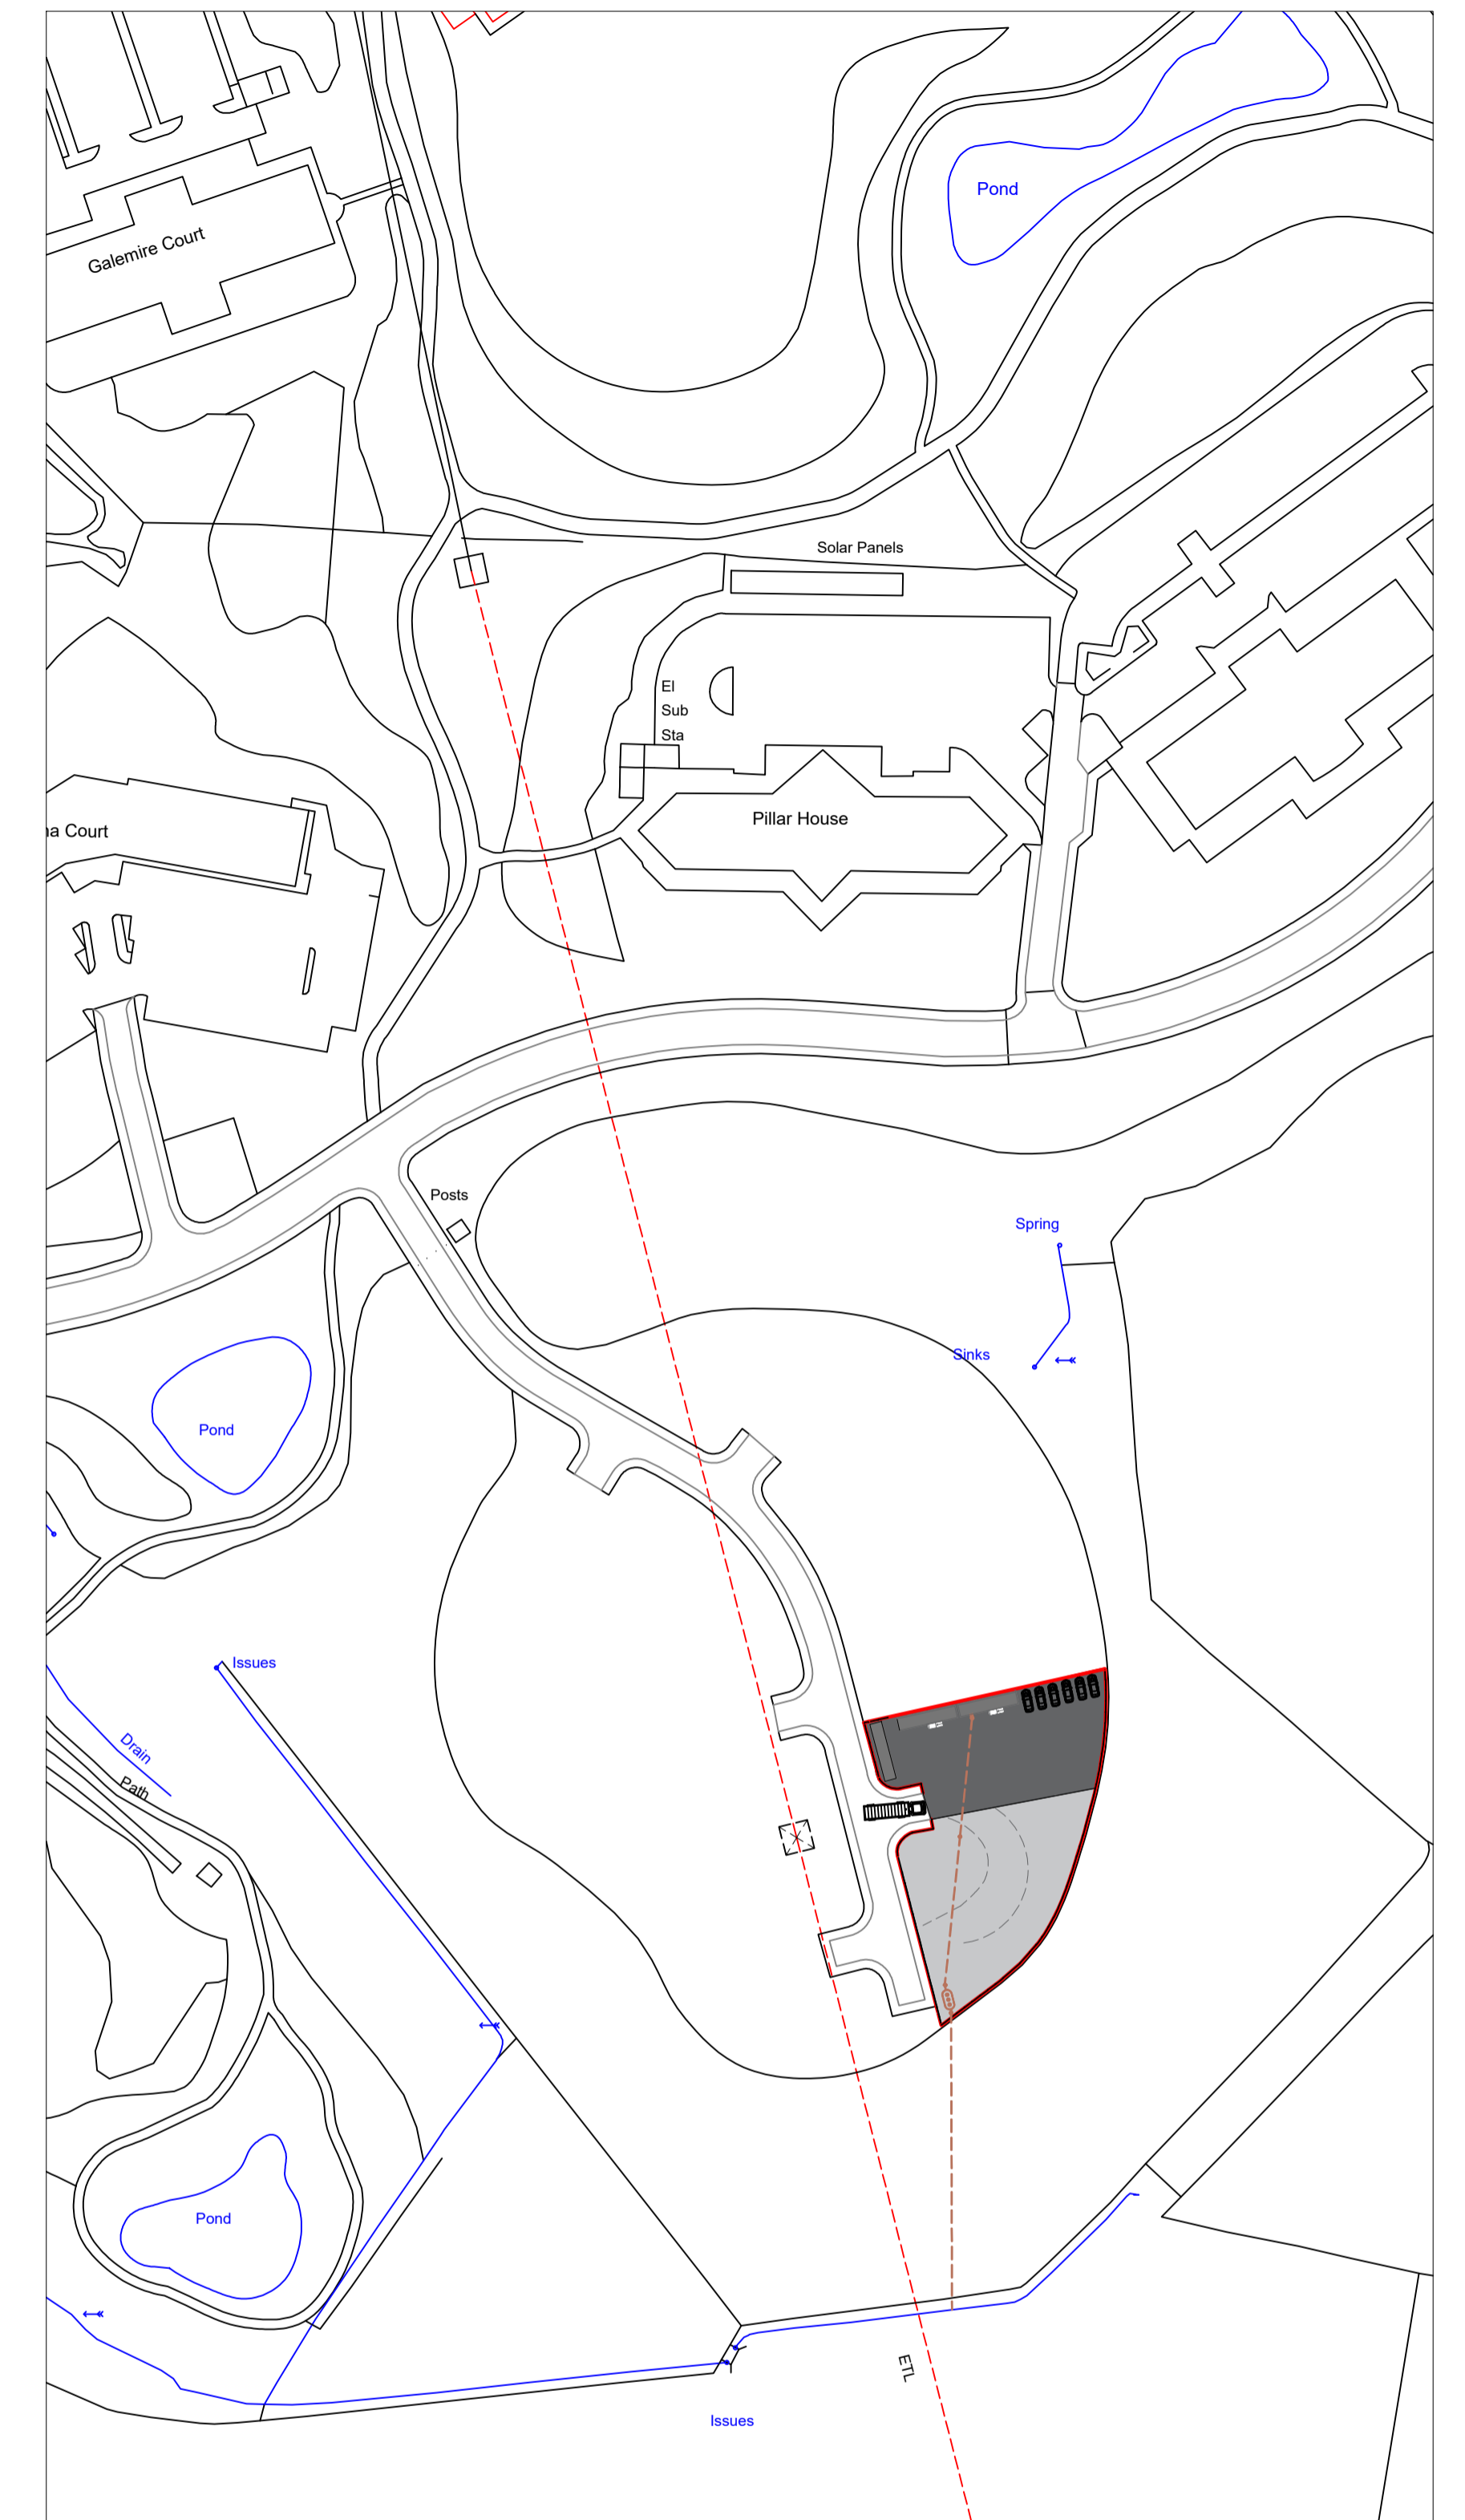 Pond
Galemire Court
Solar Panels
El
Sub
Sta
Pillar House
na Court
Posts
Spring
Sinks
Pond
Issues
Drain
Path
Pond
ETL
Issues